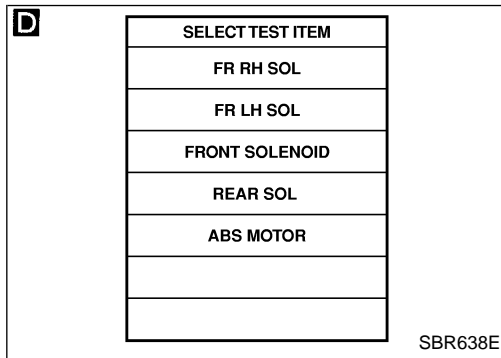 D
SELECT TEST ITEM
FR RH SOL
FR LH SOL
FRONT SOLENOID
REAR SOL
ABS MOTOR
SBR638E